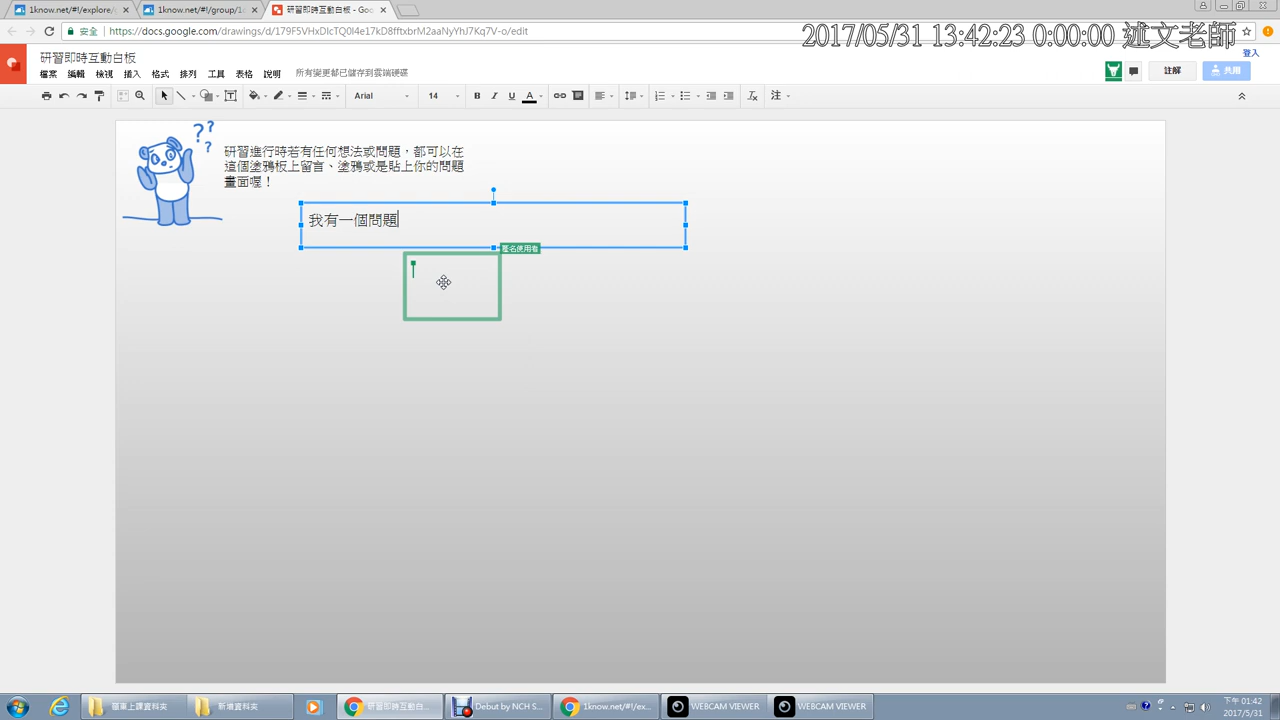 1know.net/#!/explore/
1know.net/#!/group/1
研習即時互動白板 - Goo
安全
https://docs.google.com/drawings/d/179F5VHxDIcTQ0I4e17kD8fftxbrM2aaNyYhJ7Kq7V-o/edit
2017/05/31 13:42:23 0:00:00 述文老師
研習即時互動白板
登入
檔案 編輯 檢視 插入 格式 排列 工具 表格 說明 所有變更都已儲存到雲端硬碟
註解
共用
Arial 14 B I U A 注
??
?
研習進行時若有任何想法或問題，都可以在
這個塗鴉板上留言、塗鴉或是貼上你的問題
畫面喔！
我有一個問題
匿名使用者
新增資料夾
研習即時互動白...
Debut by NCH S...
1know.net/#!/ex...
WEBCAM VIEWER
WEBCAM VIEWER
下午 01:42
2017/5/31